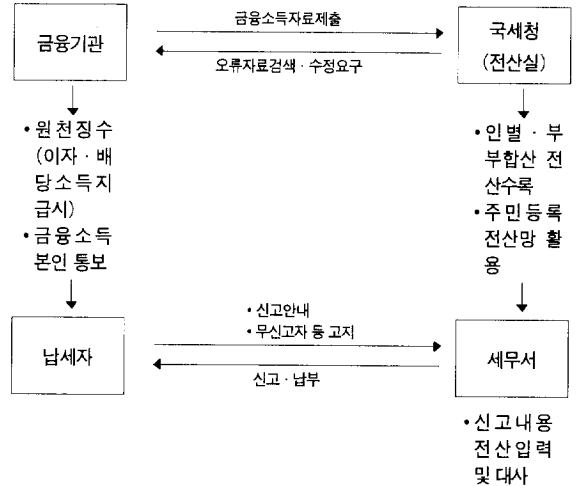 금융소득자료제출
금융기관
국세청
(전산실)
오류자료검색 · 수정요구
• 원천징수
(이자 · 배
당소득지
급시)
• 금융소득
본인 통보
• 인별 · 부
부합산 전
산수록
• 주민등록
전산망 활
용
• 신고안내
• 무신고자 등 고지
납세자
세무서
신고 · 납부
• 신고내용
전산입력
및 대사